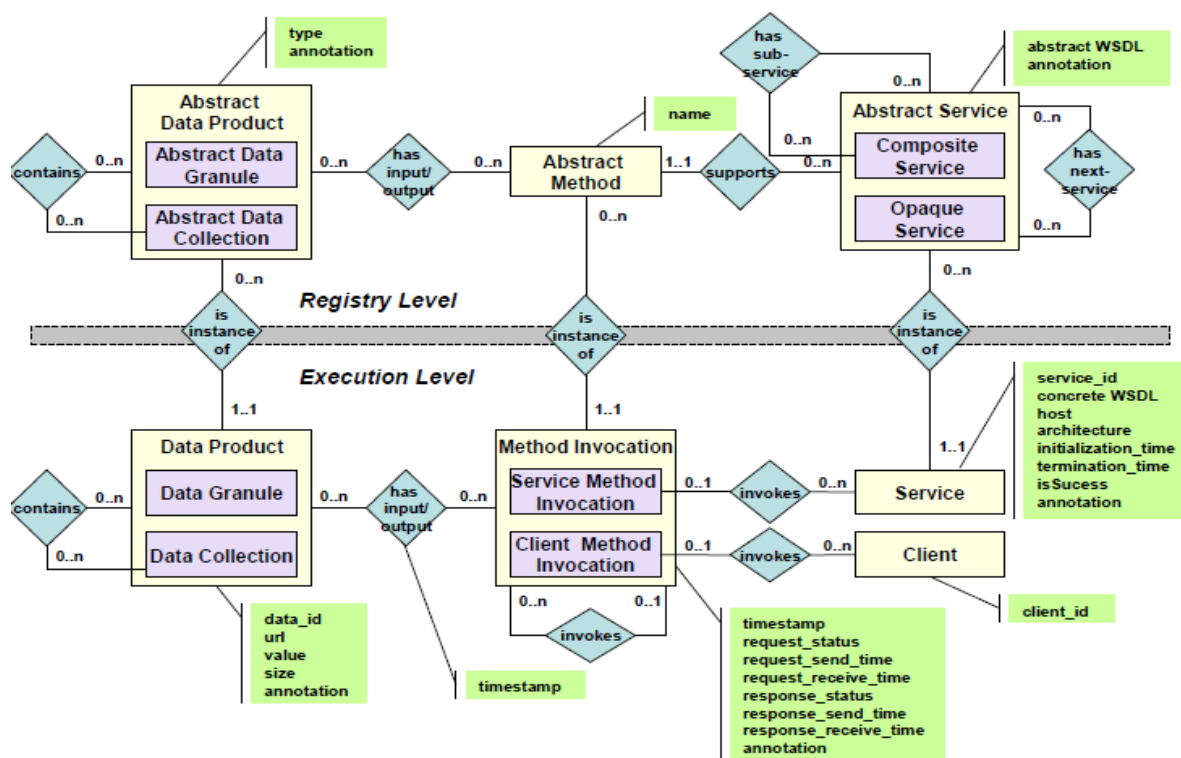 type
annotation
has
sub-
service
abstract WSDL
annotation
Abstract
Data Product
name
0..n
Abstract Service
0..n
contains
0..n
Abstract Data
Granule
0..n
has
input/
output
0..n
Abstract
Method
1..1
supports
0..n
0..n
Composite
Service
has
next-
service
0..n
Abstract Data
Collection
0..n
Opaque
Service
0..n
0..n
0..n
Registry Level
is
instance
of
is
instance
of
is
instance
of
Execution Level
1..1
1..1
1..1
service_id
concrete WSDL
host
architecture
initialization_time
termination_time
isSucess
annotation
Data Product
Method Invocation
contains
0..n
Data Granule
0..n
has
input/
output
0..n
Service Method
Invocation
0..1
invokes
0..n
Service
0..n
Data Collection
Client Method
Invocation
0..1
invokes
0..n
Client
0..n
0..1
invokes
client_id
data_id
url
value
size
annotation
timestamp
timestamp
request_status
request_send_time
request_receive_time
response_status
response_send_time
response_receive_time
annotation